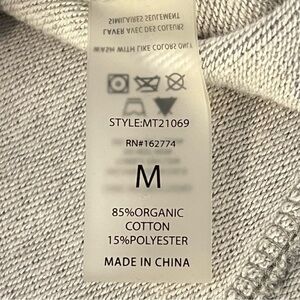 SIMILAIRES SEULEMENT
LAVER AVEC DES COULEURS
WASH WITH LIKE COLORS ONLY
STYLE:MT21069
RN#162774
M
85%ORGANIC
COTTON
15%POLYESTER
MADE IN CHINA